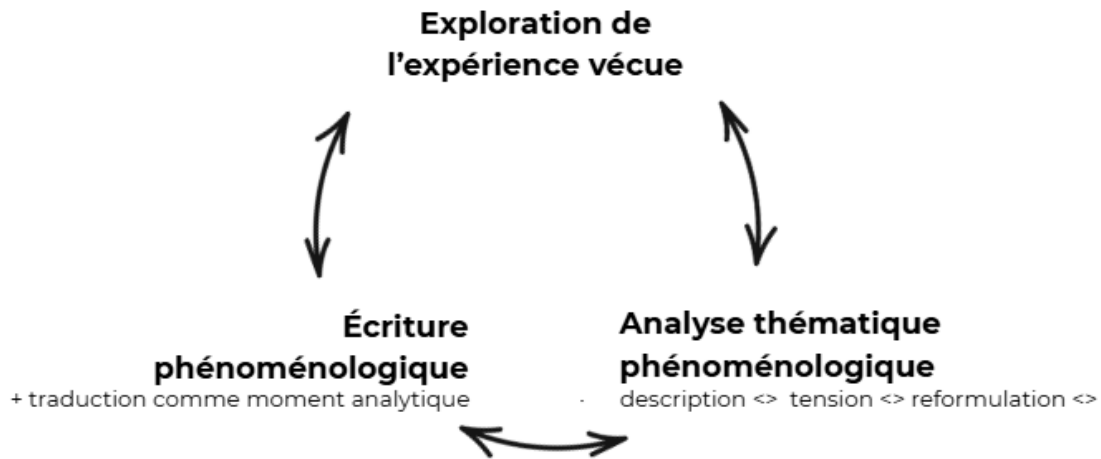 Exploration de
l’expérience vécue
Écriture
phénoménologique
+ traduction comme moment analytique
Analyse thématique
phénoménologique
description <> tension <> reformulation <>